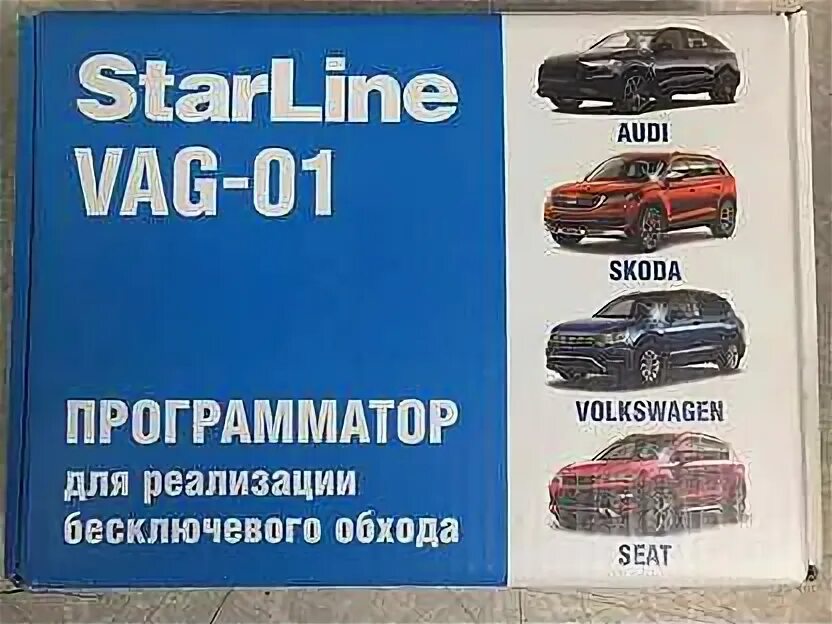 StarLine
VAG-01
ПРОГРАММАТОР
для реализации
бесключевого обхода
AUDI
SKODA
VOLKSWAGEN
SEAT